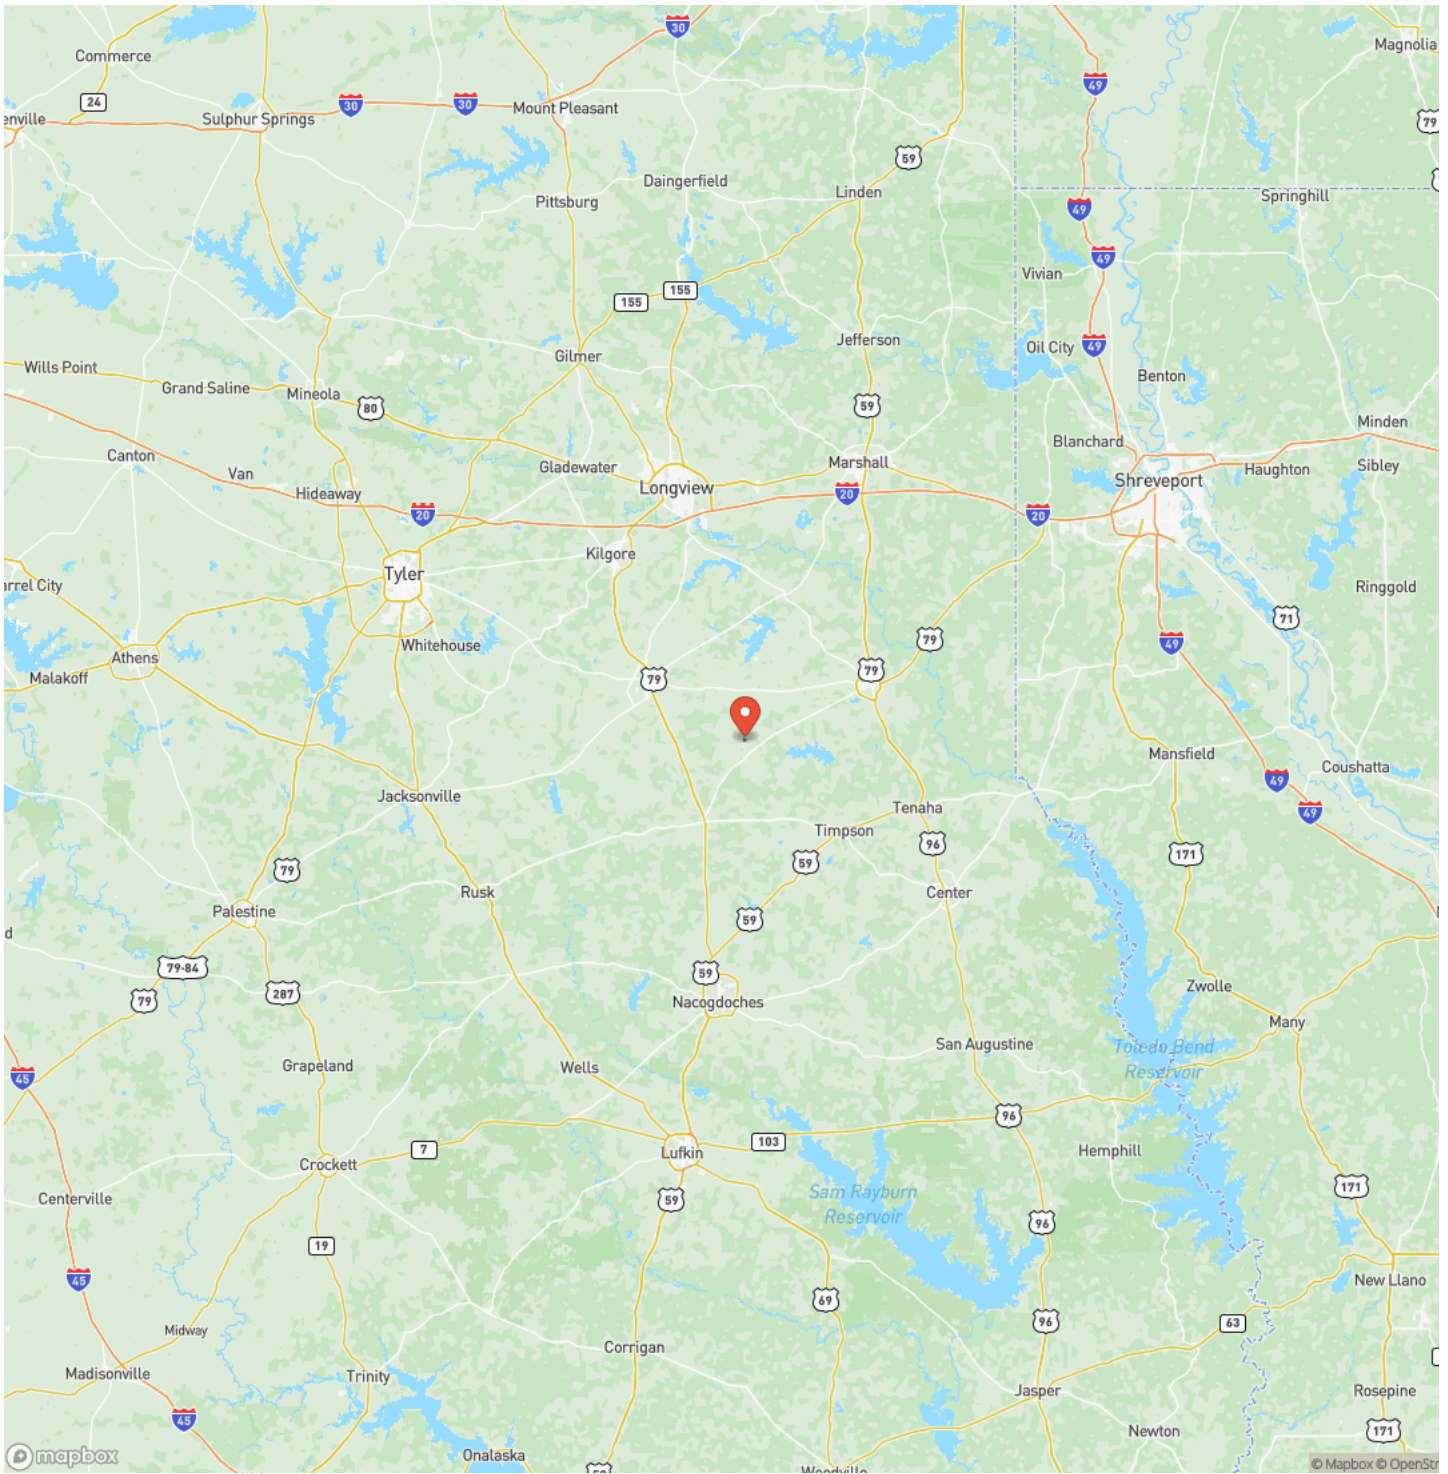 30
Commerce
Magnolia
49
24
30
30
Mount Pleasant
enville
Sulphur Springs
79
59
Daingerfield
Linden
Pittsburg
Springhill
49
49
Vivian
155
155
Jefferson
Oil City
49
Gilmer
Wills Point
Grand Saline
Mineola
80
59
Benton
Minden
Canton
Van
Hideaway
Gladewater
Longview
Marshall
Blanchard
Shreveport
Haughton
Sibley
20
20
20
Kilgore
Tyler
arrel City
Ringgold
71
Whitehouse
79
49
Athens
Malakoff
79
79
Mansfield
Coushatta
49
49
Jacksonville
Tenaha
Timpson
59
96
171
79
Rusk
Center
Palestine
59
d
79-84
79
287
59
Nacogdoches
Zwolle
Many
San Augustine
Toledo Bend
Reservoir
45
Grapeland
Wells
96
7
103
Lufkin
Hemphill
Crockett
Centerville
59
Sam Rayburn
Reservoir
171
96
19
45
69
New Llano
Midway
96
63
Corrigan
Madisonville
Trinity
Jasper
Rosepine
45
Newton
171
Onalaska
mapbox
© Mapbox © OpenStr